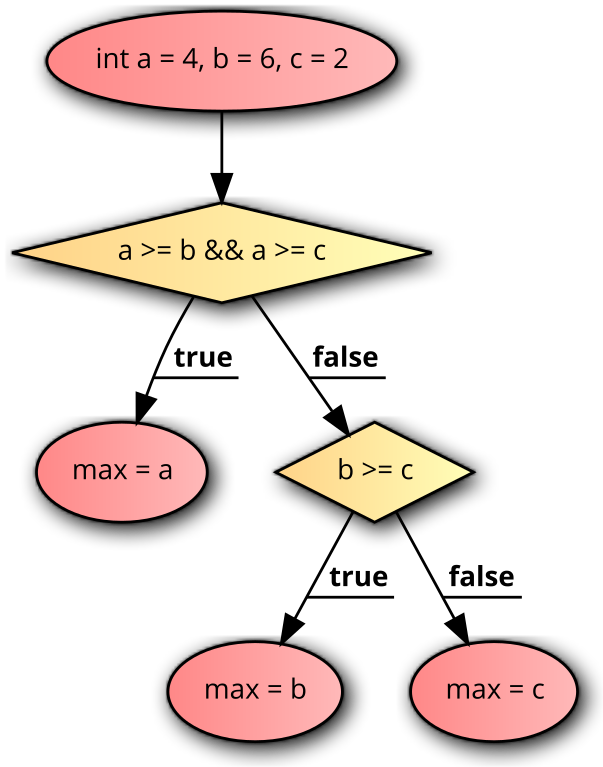 int a = 4, b = 6, c = 2
a >= b && a >= c
true
false
max = a
b >= c
true
false
max = b
max = c